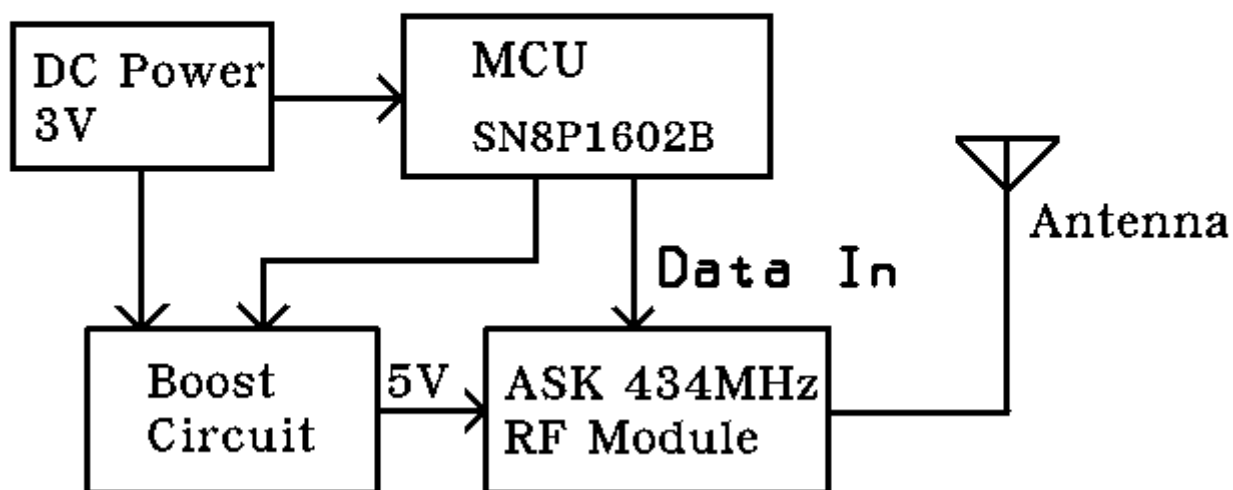 DC Power
3V
MCU
SN8P1602B
Antenna
Data In
Boost
Circuit
5V
ASK 434MHz
RF Module